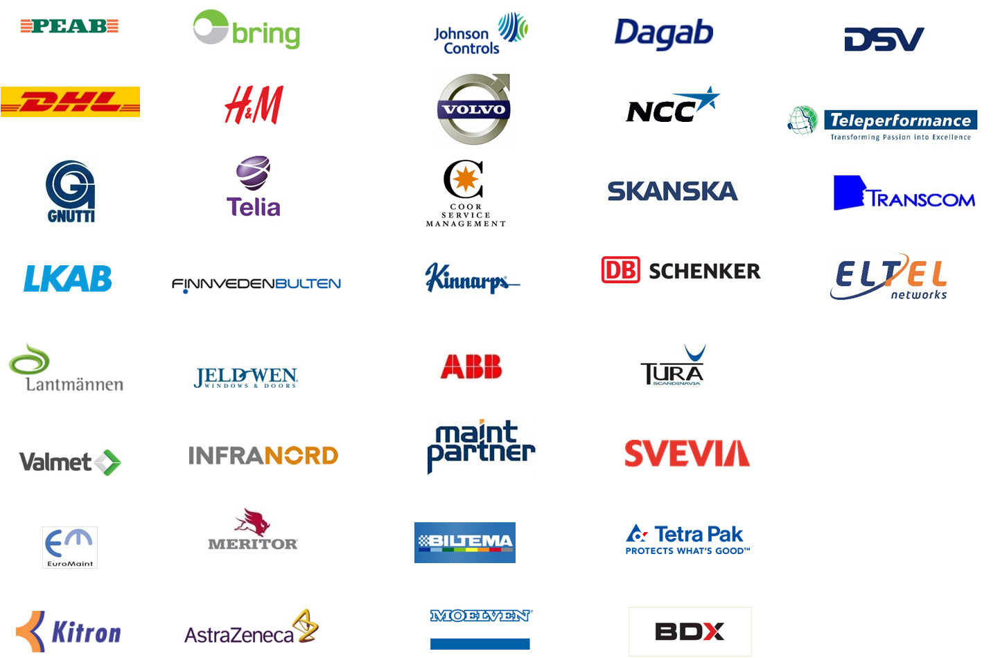 PEAB
bring
Johnson
Controls
Dagab
DSV
DHL
H&M
VOLVO
NCC
Teleperformance
Transforming Passion into Excellence
GNUTTI
Telia
COOR
SERVICE
MANAGEMENT
SKANSKA
TRANSCOM
LKAB
FINNVEDENBULTEN
Kinnarps
DB SCHENKER
ELTEL
networks
Lantmännen
JELD-WEN®
WINDOWS & DOORS
ABB
TURA
SCANDINAVIA
Valmet
INFRANORD
maint
partner
SVEVIA
EM
EuroMaint
MERITOR
BILTEMA
Tetra Pak
PROTECTS WHAT'S GOOD™
Kitron
AstraZeneca
MOELVEN®
BDX